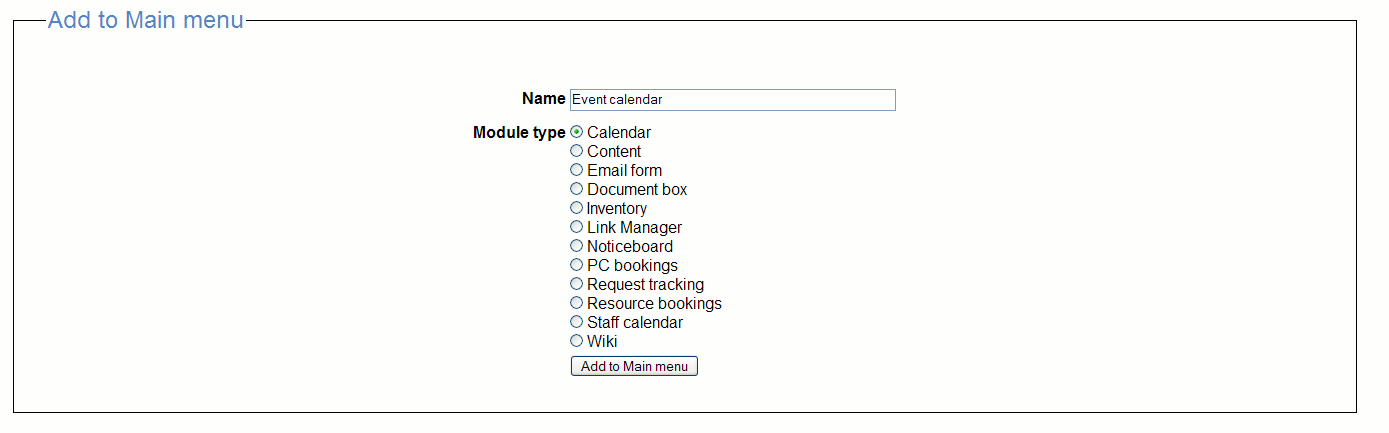 Add to Main menu
Name Event calendar
Module type Calendar
Content
Email form
Document box
Inventory
Link Manager
Noticeboard
PC bookings
Request tracking
Resource bookings
Staff calendar
Wiki
Add to Main menu